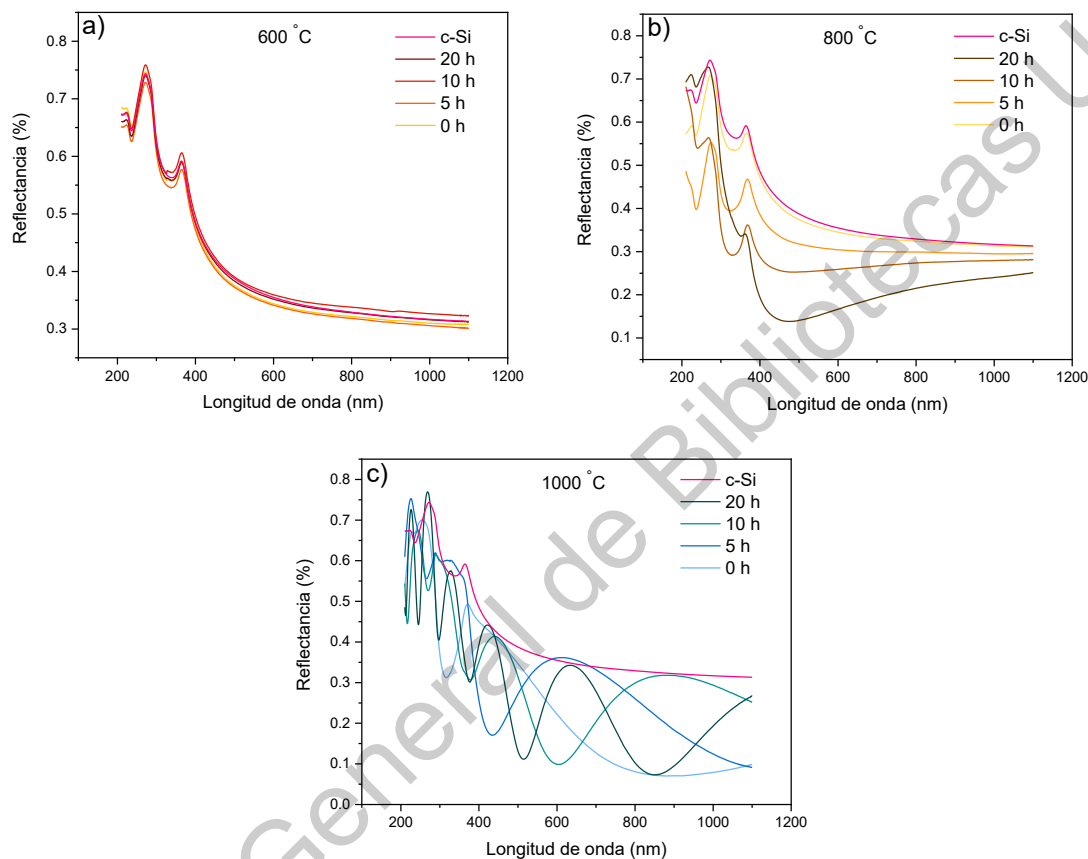 a)
600 °C
c-Si
20 h
10 h
5 h
0 h
0.8
0.7
0.6
0.5
0.4
0.3
Reflectancia (%)
200 400 600 800 1000 1200
Longitud de onda (nm)
b)
800 °C
c-Si
20 h
10 h
5 h
0 h
0.8
0.7
0.6
0.5
0.4
0.3
0.2
0.1
Reflectancia (%)
200 400 600 800 1000 1200
Longitud de onda (nm)
c)
1000 °C
c-Si
20 h
10 h
5 h
0 h
0.8
0.7
0.6
0.5
0.4
0.3
0.2
0.1
0.0
Reflectancia (%)
200 400 600 800 1000 1200
Longitud de onda (nm)
General de Bibliotecas U